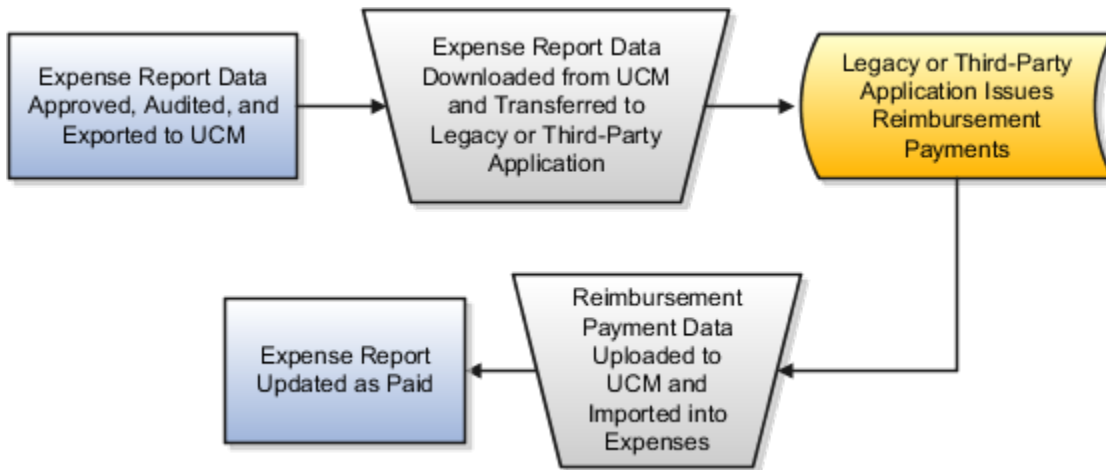 Expense Report Data
Approved, Audited, and
Exported to UCM
Expense Report Data
Downloaded from UCM
and Transferred to
Legacy or Third-Party
Application
Legacy or Third-Party
Application Issues
Reimbursement
Payments
Reimbursement
Payment Data
Uploaded to
UCM and
Imported into
Expenses
Expense Report
Updated as Paid